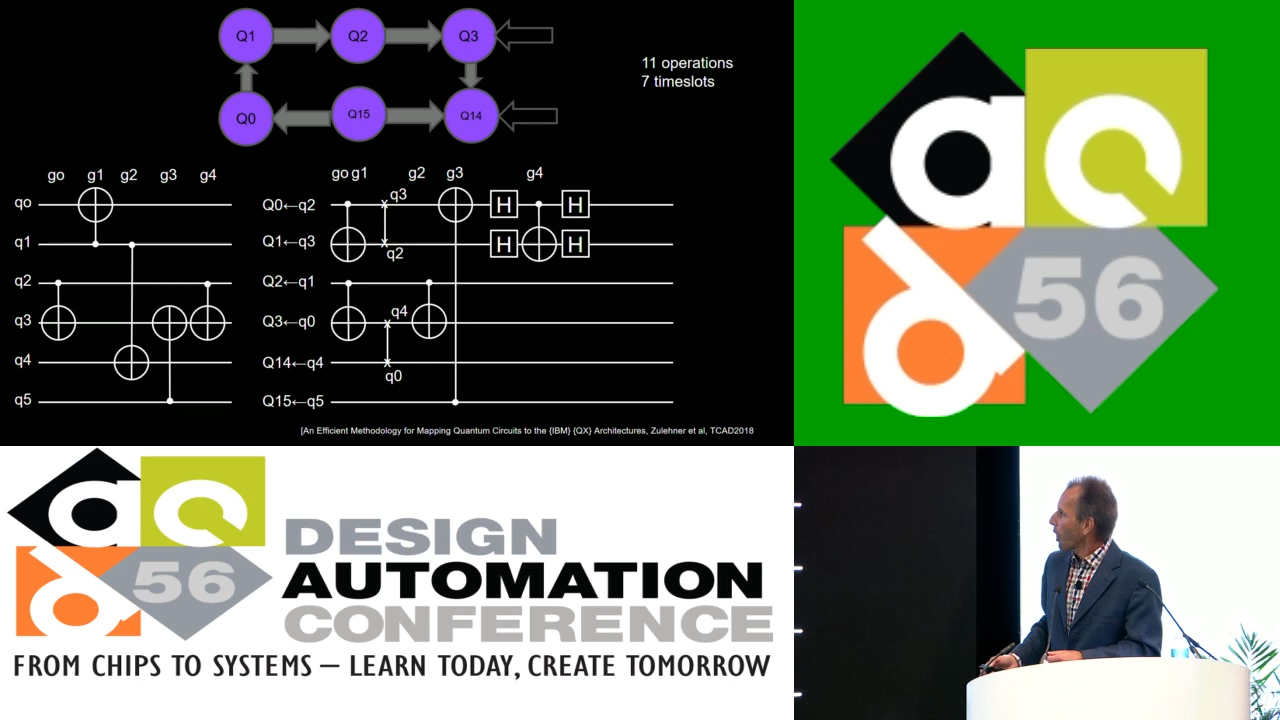 Q1 Q2 Q3
11 operations
7 timeslots
Q0 Q15 Q14
go g1 g2 g3 g4
go g1 g2 g3 g4
qo
q1
q2
q3
q4
q5
Q0←q2
Q1←q3
Q2←q1
Q3←q0
Q14←q4
Q15←q5
q3
q2
q4
q0
H H
H H
[An Efficient Methodology for Mapping Quantum Circuits to the {IBM} {QX} Architectures, Zulehner et al, TCAD2018
dac
56
dac
56
DESIGN
AUTOMATION
CONFERENCE
FROM CHIPS TO SYSTEMS — LEARN TODAY, CREATE TOMORROW